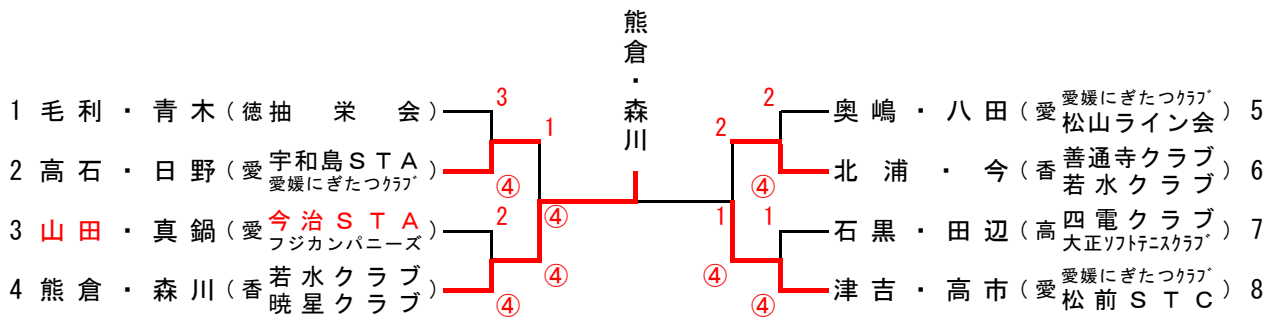 熊倉・森川
1 毛利・青木(徳 抽栄会) 3
1
2 高石・日野(愛 宇和島STA 愛媛にぎたつクラブ) ④
3 山田・真鍋(愛 今治STA フジカンパニーズ) 2
④
④
4 熊倉・森川(香 若水クラブ 暁星クラブ) ④
2 奥嶋・八田(愛 愛媛にぎたつクラブ 松山ライン会) 5
2
④ 北浦・今(香 善通寺クラブ 若水クラブ) 6
1
1 石黒・田辺(高 四電クラブ 大正ソフトテニスクラブ) 7
④
④ 津吉・高市(愛 愛媛にぎたつクラブ 松前STC) 8